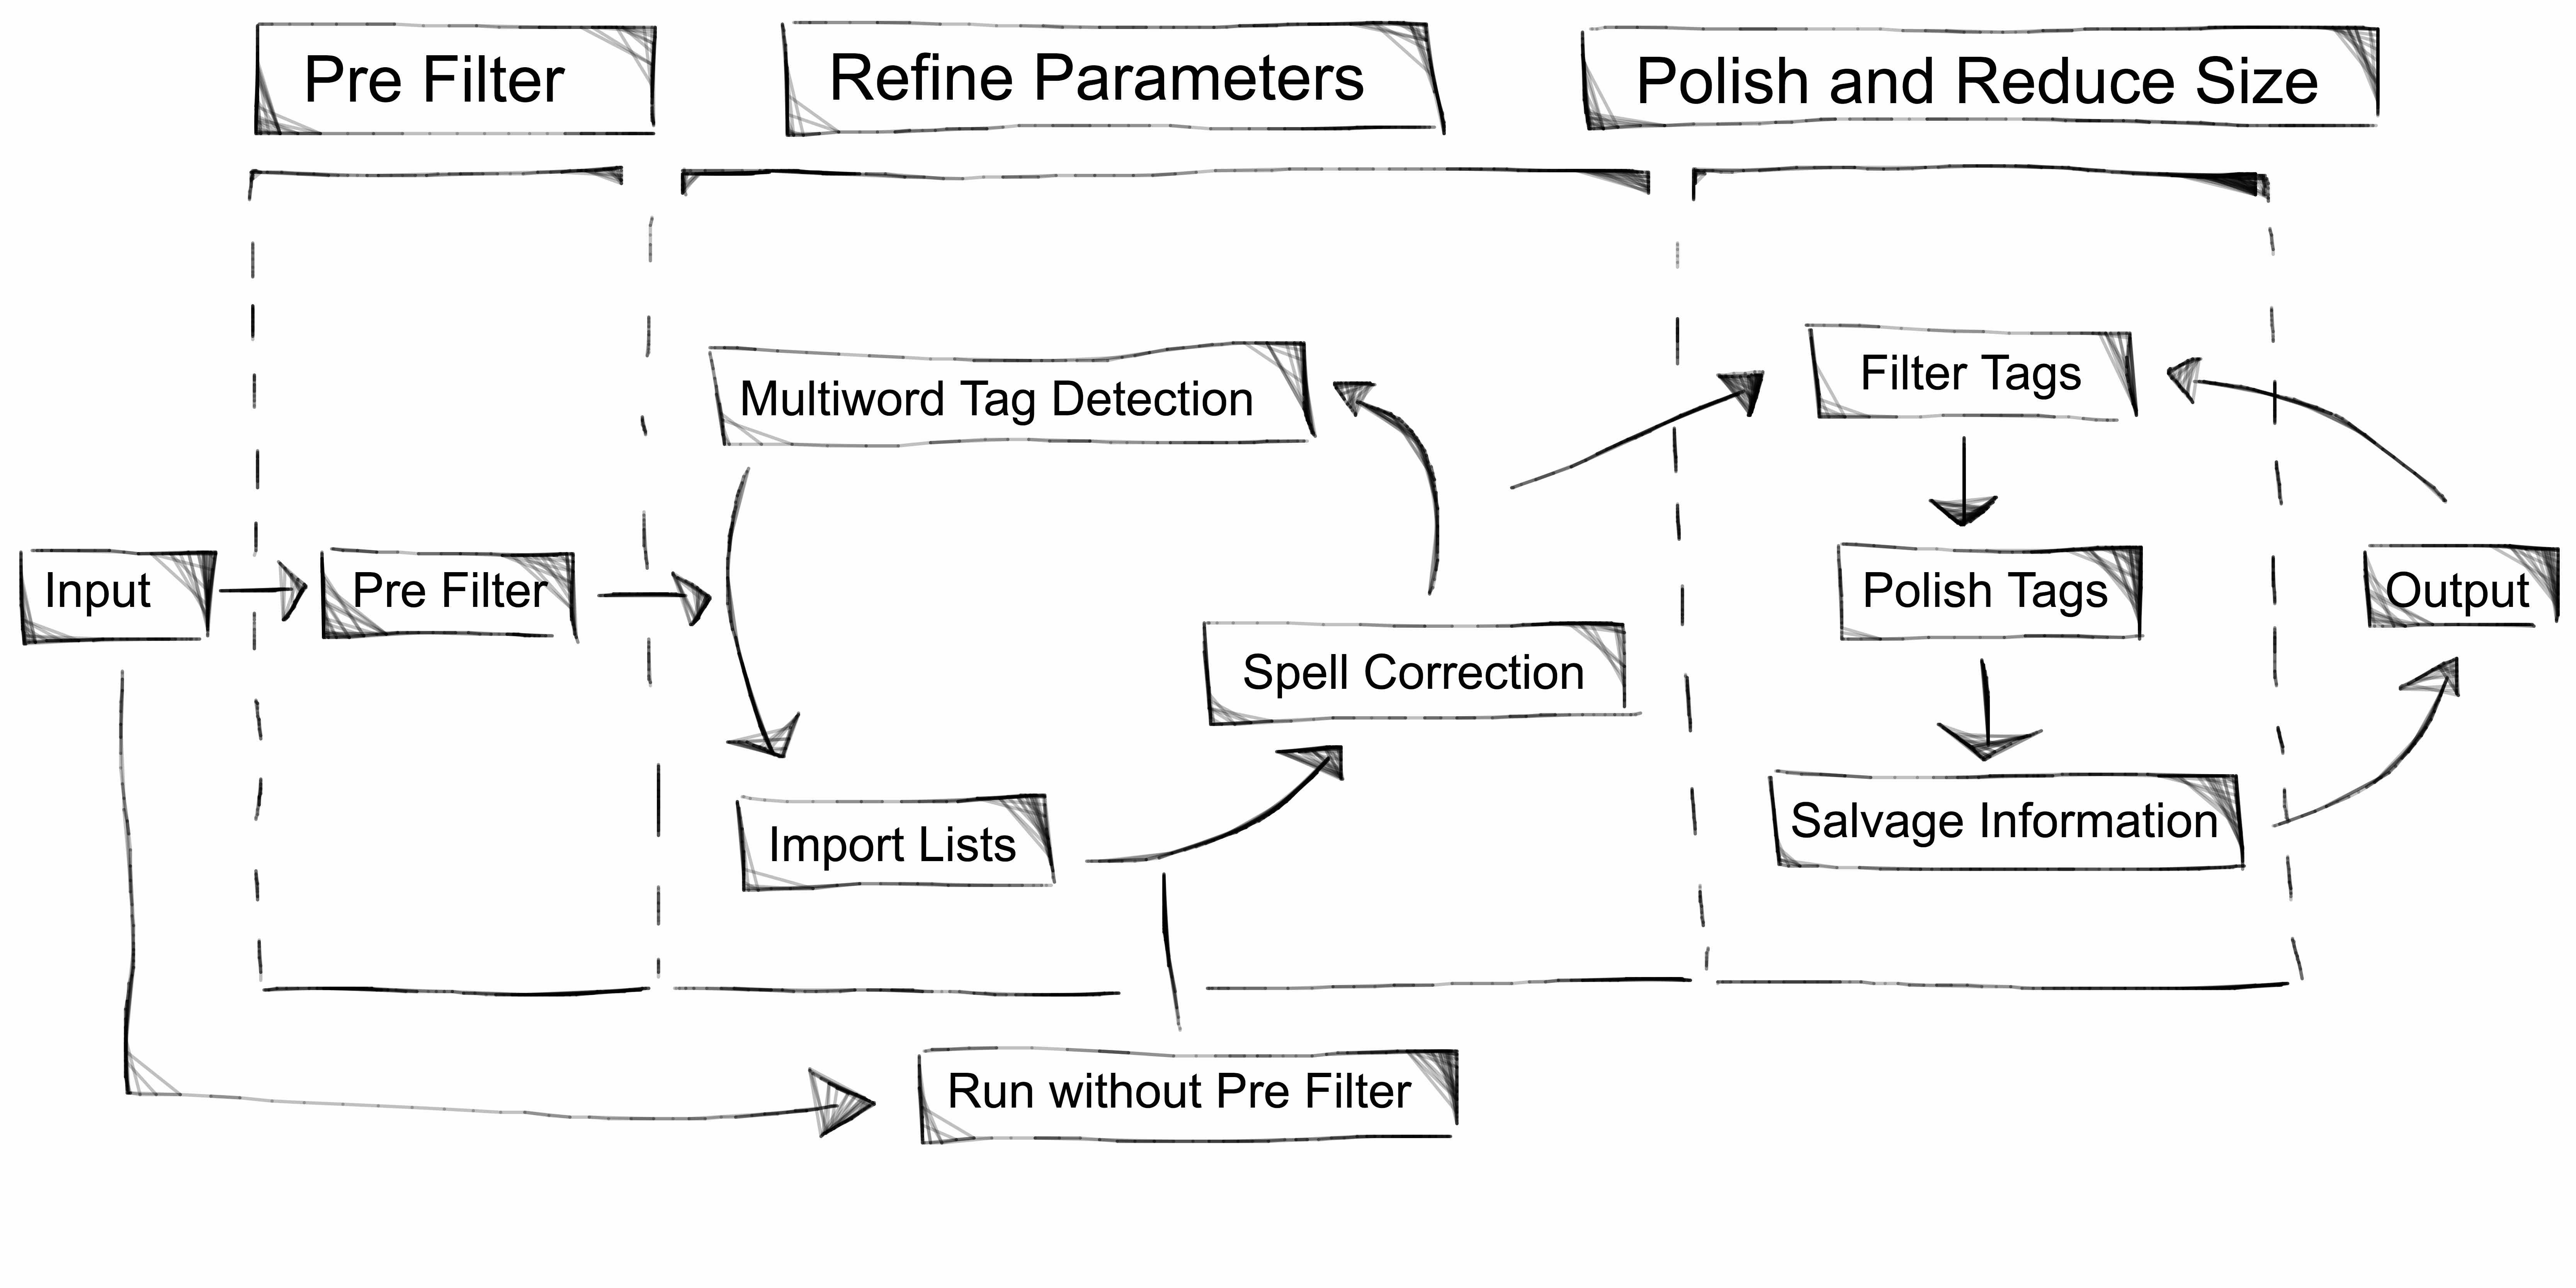 Pre Filter
Refine Parameters
Polish and Reduce Size
Multiword Tag Detection
Filter Tags
Input
Pre Filter
Polish Tags
Output
Spell Correction
Import Lists
Salvage Information
Run without Pre Filter